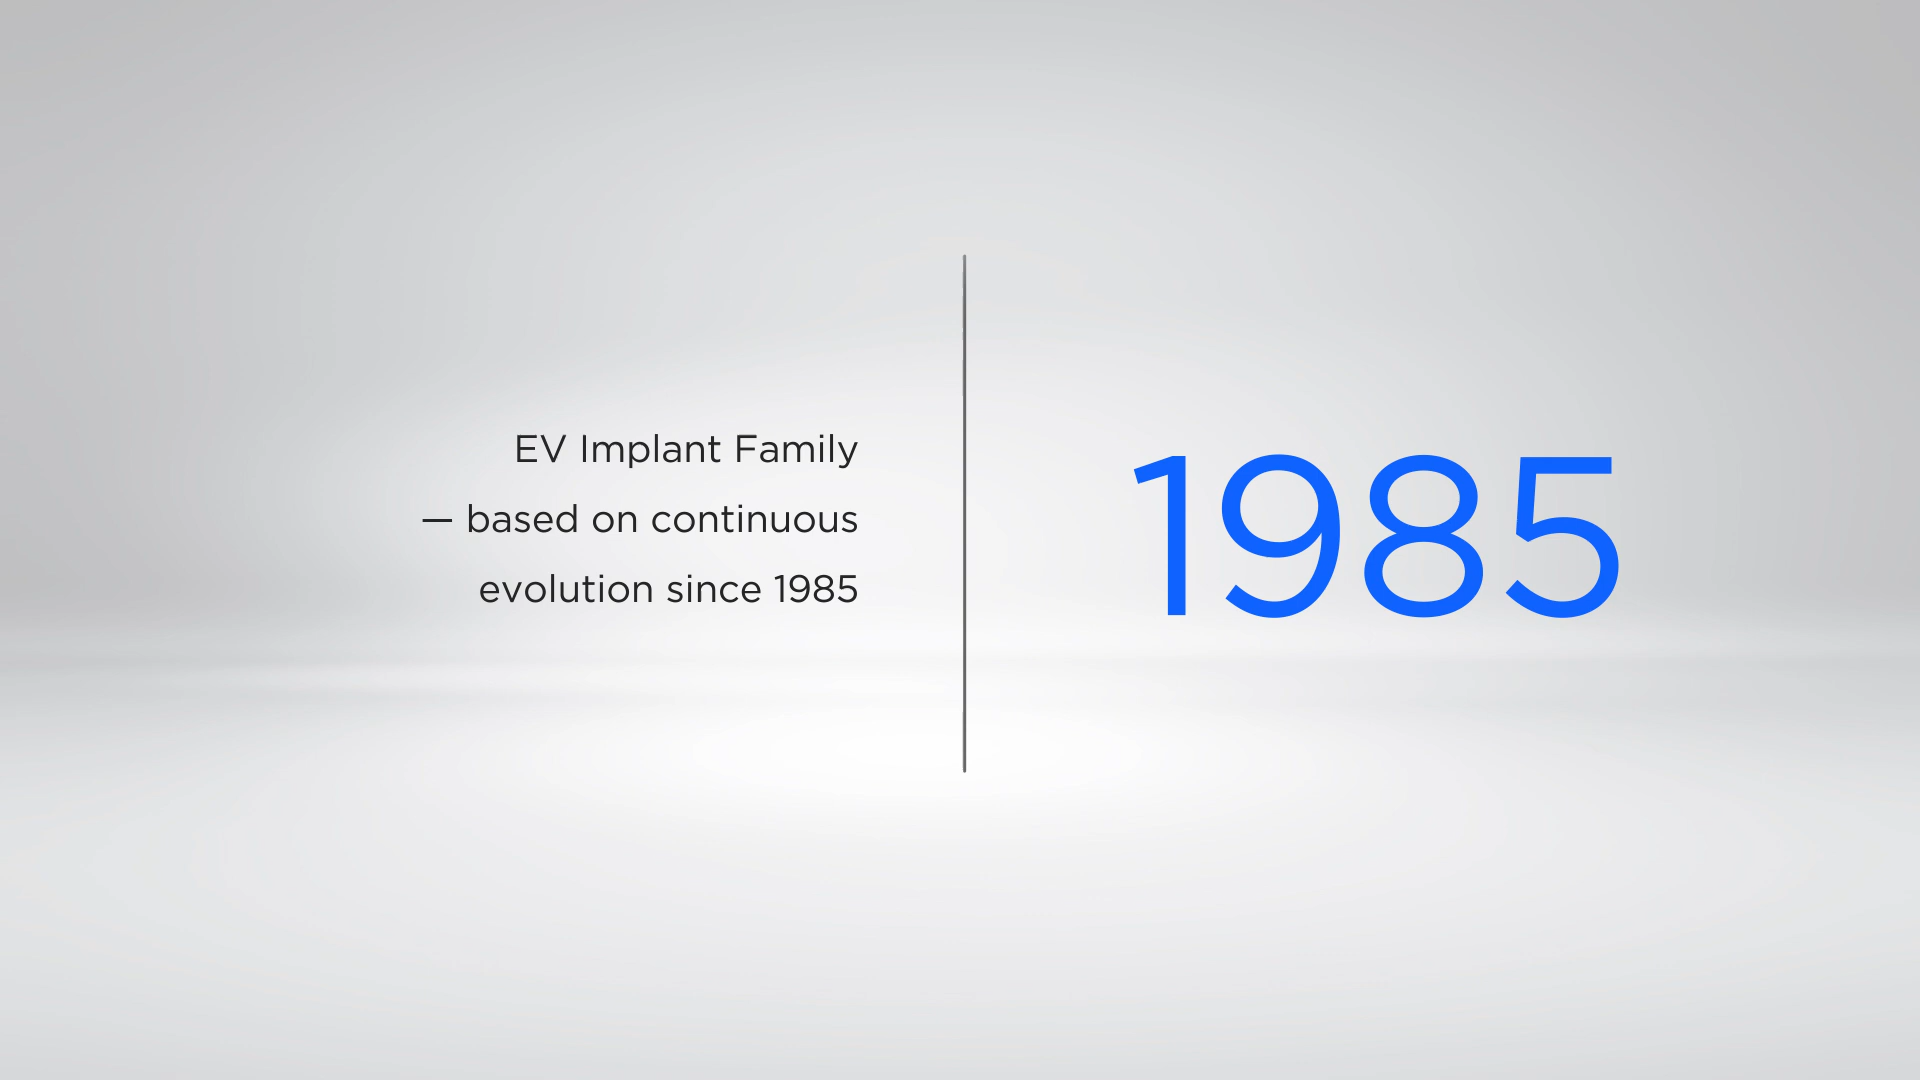 EV Implant Family
— based on continuous
evolution since 1985
1985